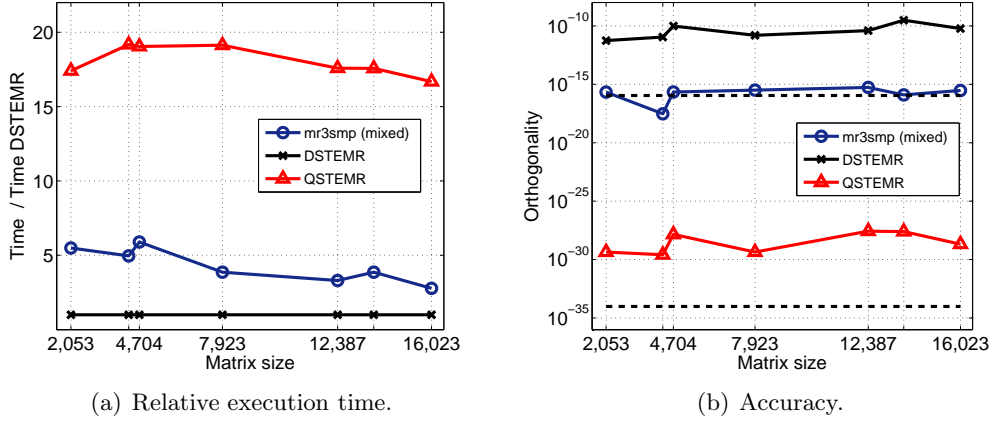 20
15
10
5
Time / Time DSTEMR
mr3smp (mixed)
DSTEMR
QSTEMR
2,053
4,704
7,923
12,387
16,023
Matrix size
(a) Relative execution time.
10^-10
10^-15
10^-20
10^-25
10^-30
10^-35
Orthogonality
mr3smp (mixed)
DSTEMR
QSTEMR
2,053
4,704
7,923
12,387
16,023
Matrix size
(b) Accuracy.